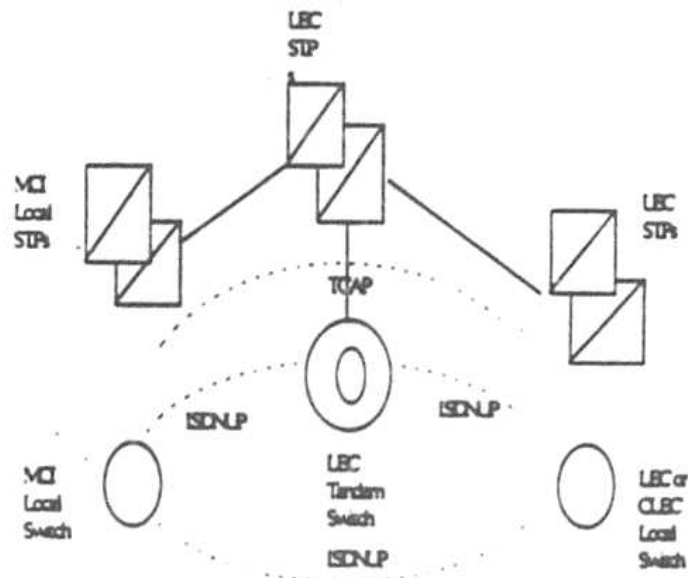 LEC
STP
s
MCI
Local
STPs
LEC
STPs
TCAP
ISDNUP
ISDNUP
MCI
Local
Switch
LEC
Tandem
Switch
LEC or
CLEC
Local
Switch
ISDNUP